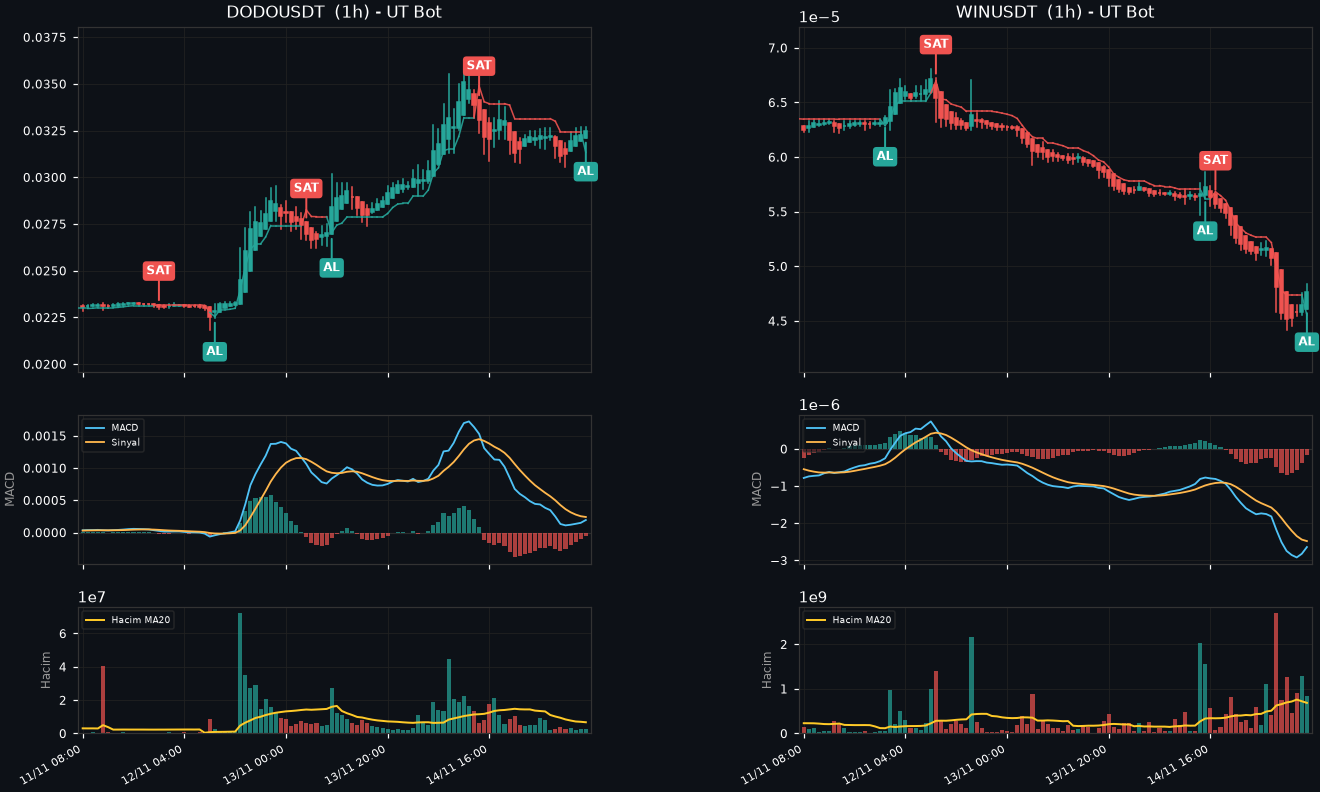 DODOUSDT  (1h) - UT Bot
0.0375
0.0350
0.0325
0.0300
0.0275
0.0250
0.0225
0.0200
SAT
AL
SAT
AL
SAT
AL
MACD
MACD
Sinyal
0.0015
0.0010
0.0005
0.0000
1e7
Hacim
Hacim MA20
6
4
2
0
11/11 08:00
12/11 04:00
13/11 00:00
13/11 20:00
14/11 16:00
WINUSDT  (1h) - UT Bot
1e−5
7.0
6.5
6.0
5.5
5.0
4.5
AL
SAT
SAT
AL
AL
1e−6
MACD
MACD
Sinyal
0
−1
−2
−3
1e9
Hacim
Hacim MA20
2
1
0
11/11 08:00
12/11 04:00
13/11 00:00
13/11 20:00
14/11 16:00